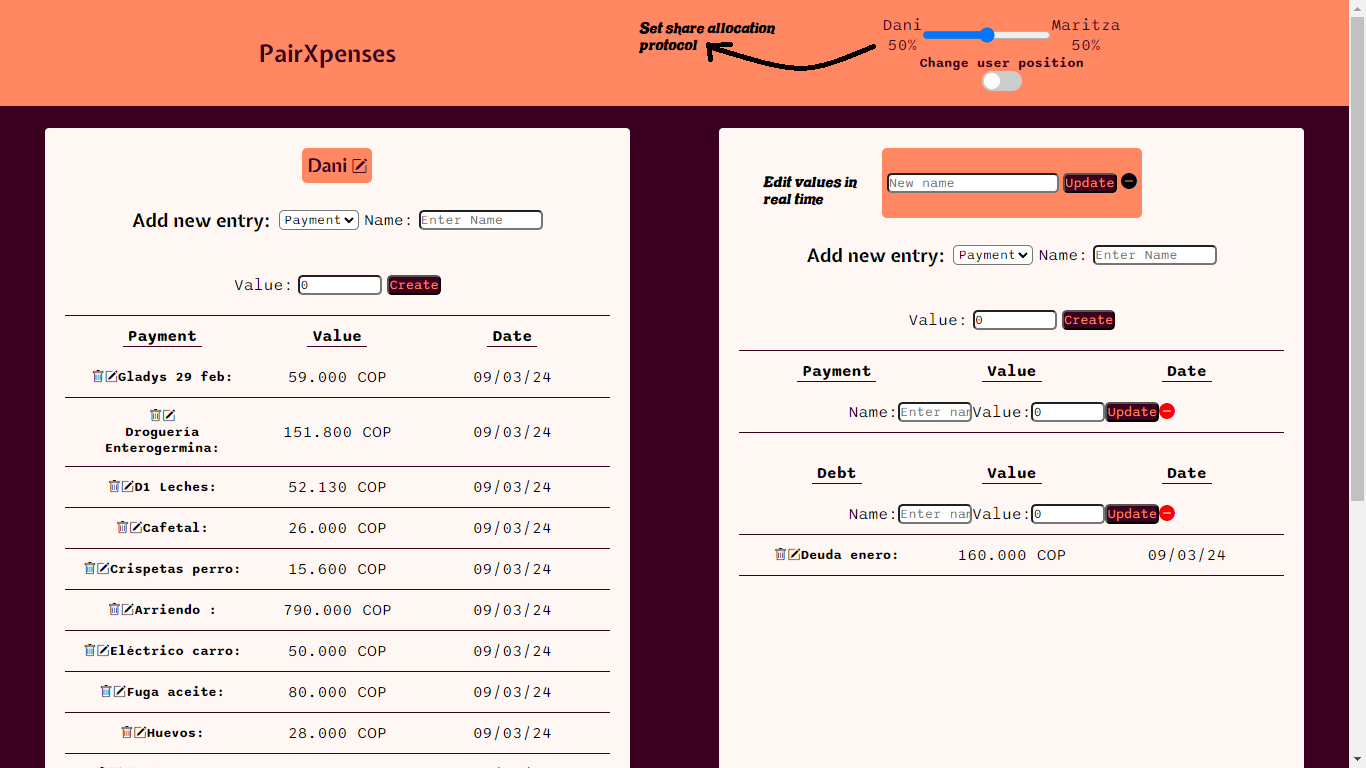 PairXpenses
Set share allocation
protocol
Dani
50%
Maritza
50%
Change user position
Dani
Add new entry: Payment Name: Enter Name
Value: 0 Create
Payment Value Date
Gladys 29 feb: 59.000 COP 09/03/24
Drogueria
Enterogermina: 151.800 COP 09/03/24
D1 Leches: 52.130 COP 09/03/24
Cafetal: 26.000 COP 09/03/24
Crispetas perro: 15.600 COP 09/03/24
Arriendo : 790.000 COP 09/03/24
Eléctrico carro: 50.000 COP 09/03/24
Fuga aceite: 80.000 COP 09/03/24
Huevos: 28.000 COP 09/03/24
Edit values in
real time
New name Update
Add new entry: Payment Name: Enter Name
Value: 0 Create
Payment Value Date
Name: Enter nam Value: 0 Update
Debt Value Date
Name: Enter nam Value: 0 Update
Deuda enero: 160.000 COP 09/03/24